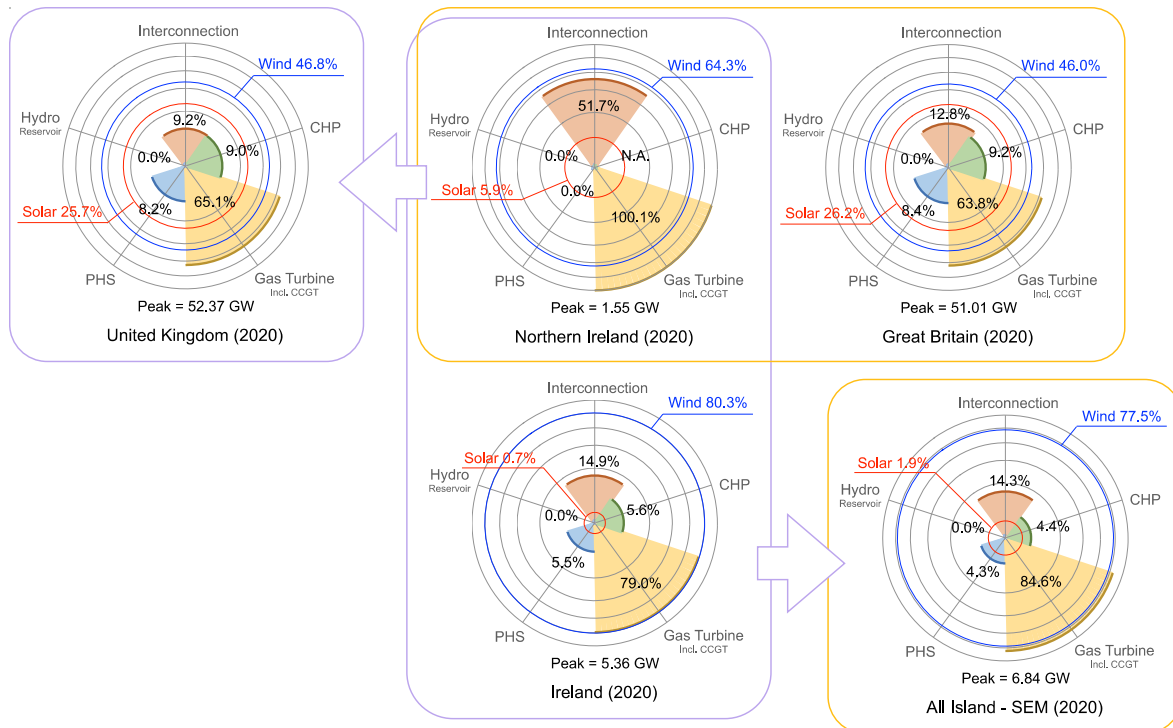 Interconnection
Wind 46.8%
Hydro
Reservoir
CHP
9.2%
0.0%
9.0%
Solar 25.7%
8.2%
65.1%
PHS
Gas Turbine
Incl. CCGT
Peak = 52.37 GW
United Kingdom (2020)
Interconnection
Wind 64.3%
Hydro
Reservoir
CHP
51.7%
0.0%
N.A.
Solar 5.9%
0.0%
100.1%
PHS
Gas Turbine
Incl. CCGT
Peak = 1.55 GW
Northern Ireland (2020)
Interconnection
Wind 46.0%
Hydro
Reservoir
CHP
12.8%
0.0%
9.2%
Solar 26.2%
8.4%
63.8%
PHS
Gas Turbine
Incl. CCGT
Peak = 51.01 GW
Great Britain (2020)
Interconnection
Wind 80.3%
Solar 0.7%
Hydro
Reservoir
CHP
14.9%
0.0%
5.6%
5.5%
79.0%
PHS
Gas Turbine
Incl. CCGT
Peak = 5.36 GW
Ireland (2020)
Interconnection
Wind 77.5%
Solar 1.9%
Hydro
Reservoir
CHP
14.3%
0.0%
4.4%
4.3%
84.6%
PHS
Gas Turbine
Incl. CCGT
Peak = 6.84 GW
All Island - SEM (2020)